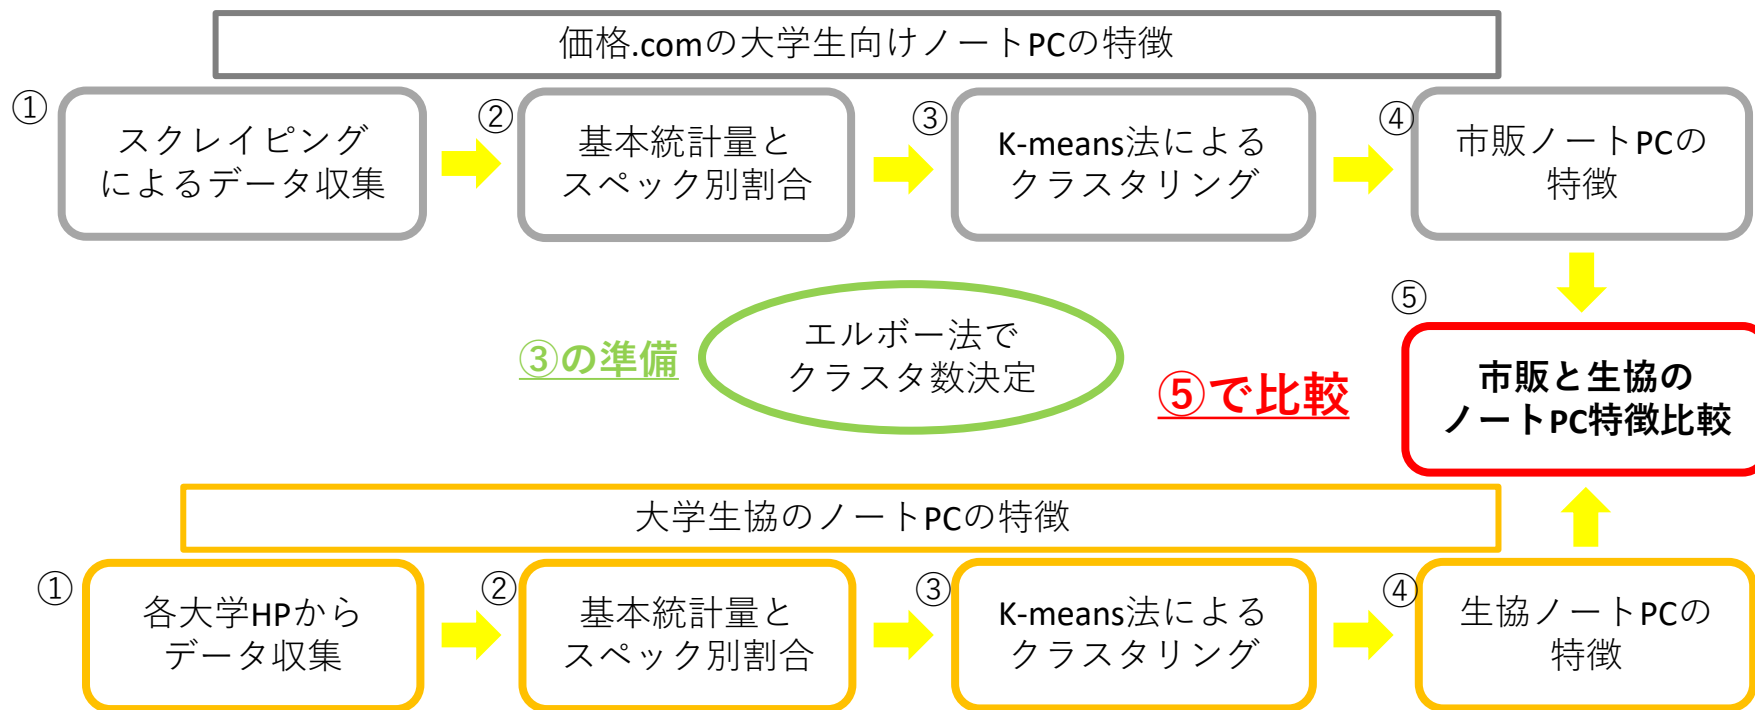 価格.comの大学生向けノートPCの特徴
①
スクレイピング
によるデータ収集
②
基本統計量と
スペック別割合
③
K-means法による
クラスタリング
④
市販ノートPCの
特徴
③の準備
エルボー法で
クラスタ数決定
⑤で比較
⑤
市販と生協の
ノートPC特徴比較
大学生協のノートPCの特徴
①
各大学HPから
データ収集
②
基本統計量と
スペック別割合
③
K-means法による
クラスタリング
④
生協ノートPCの
特徴